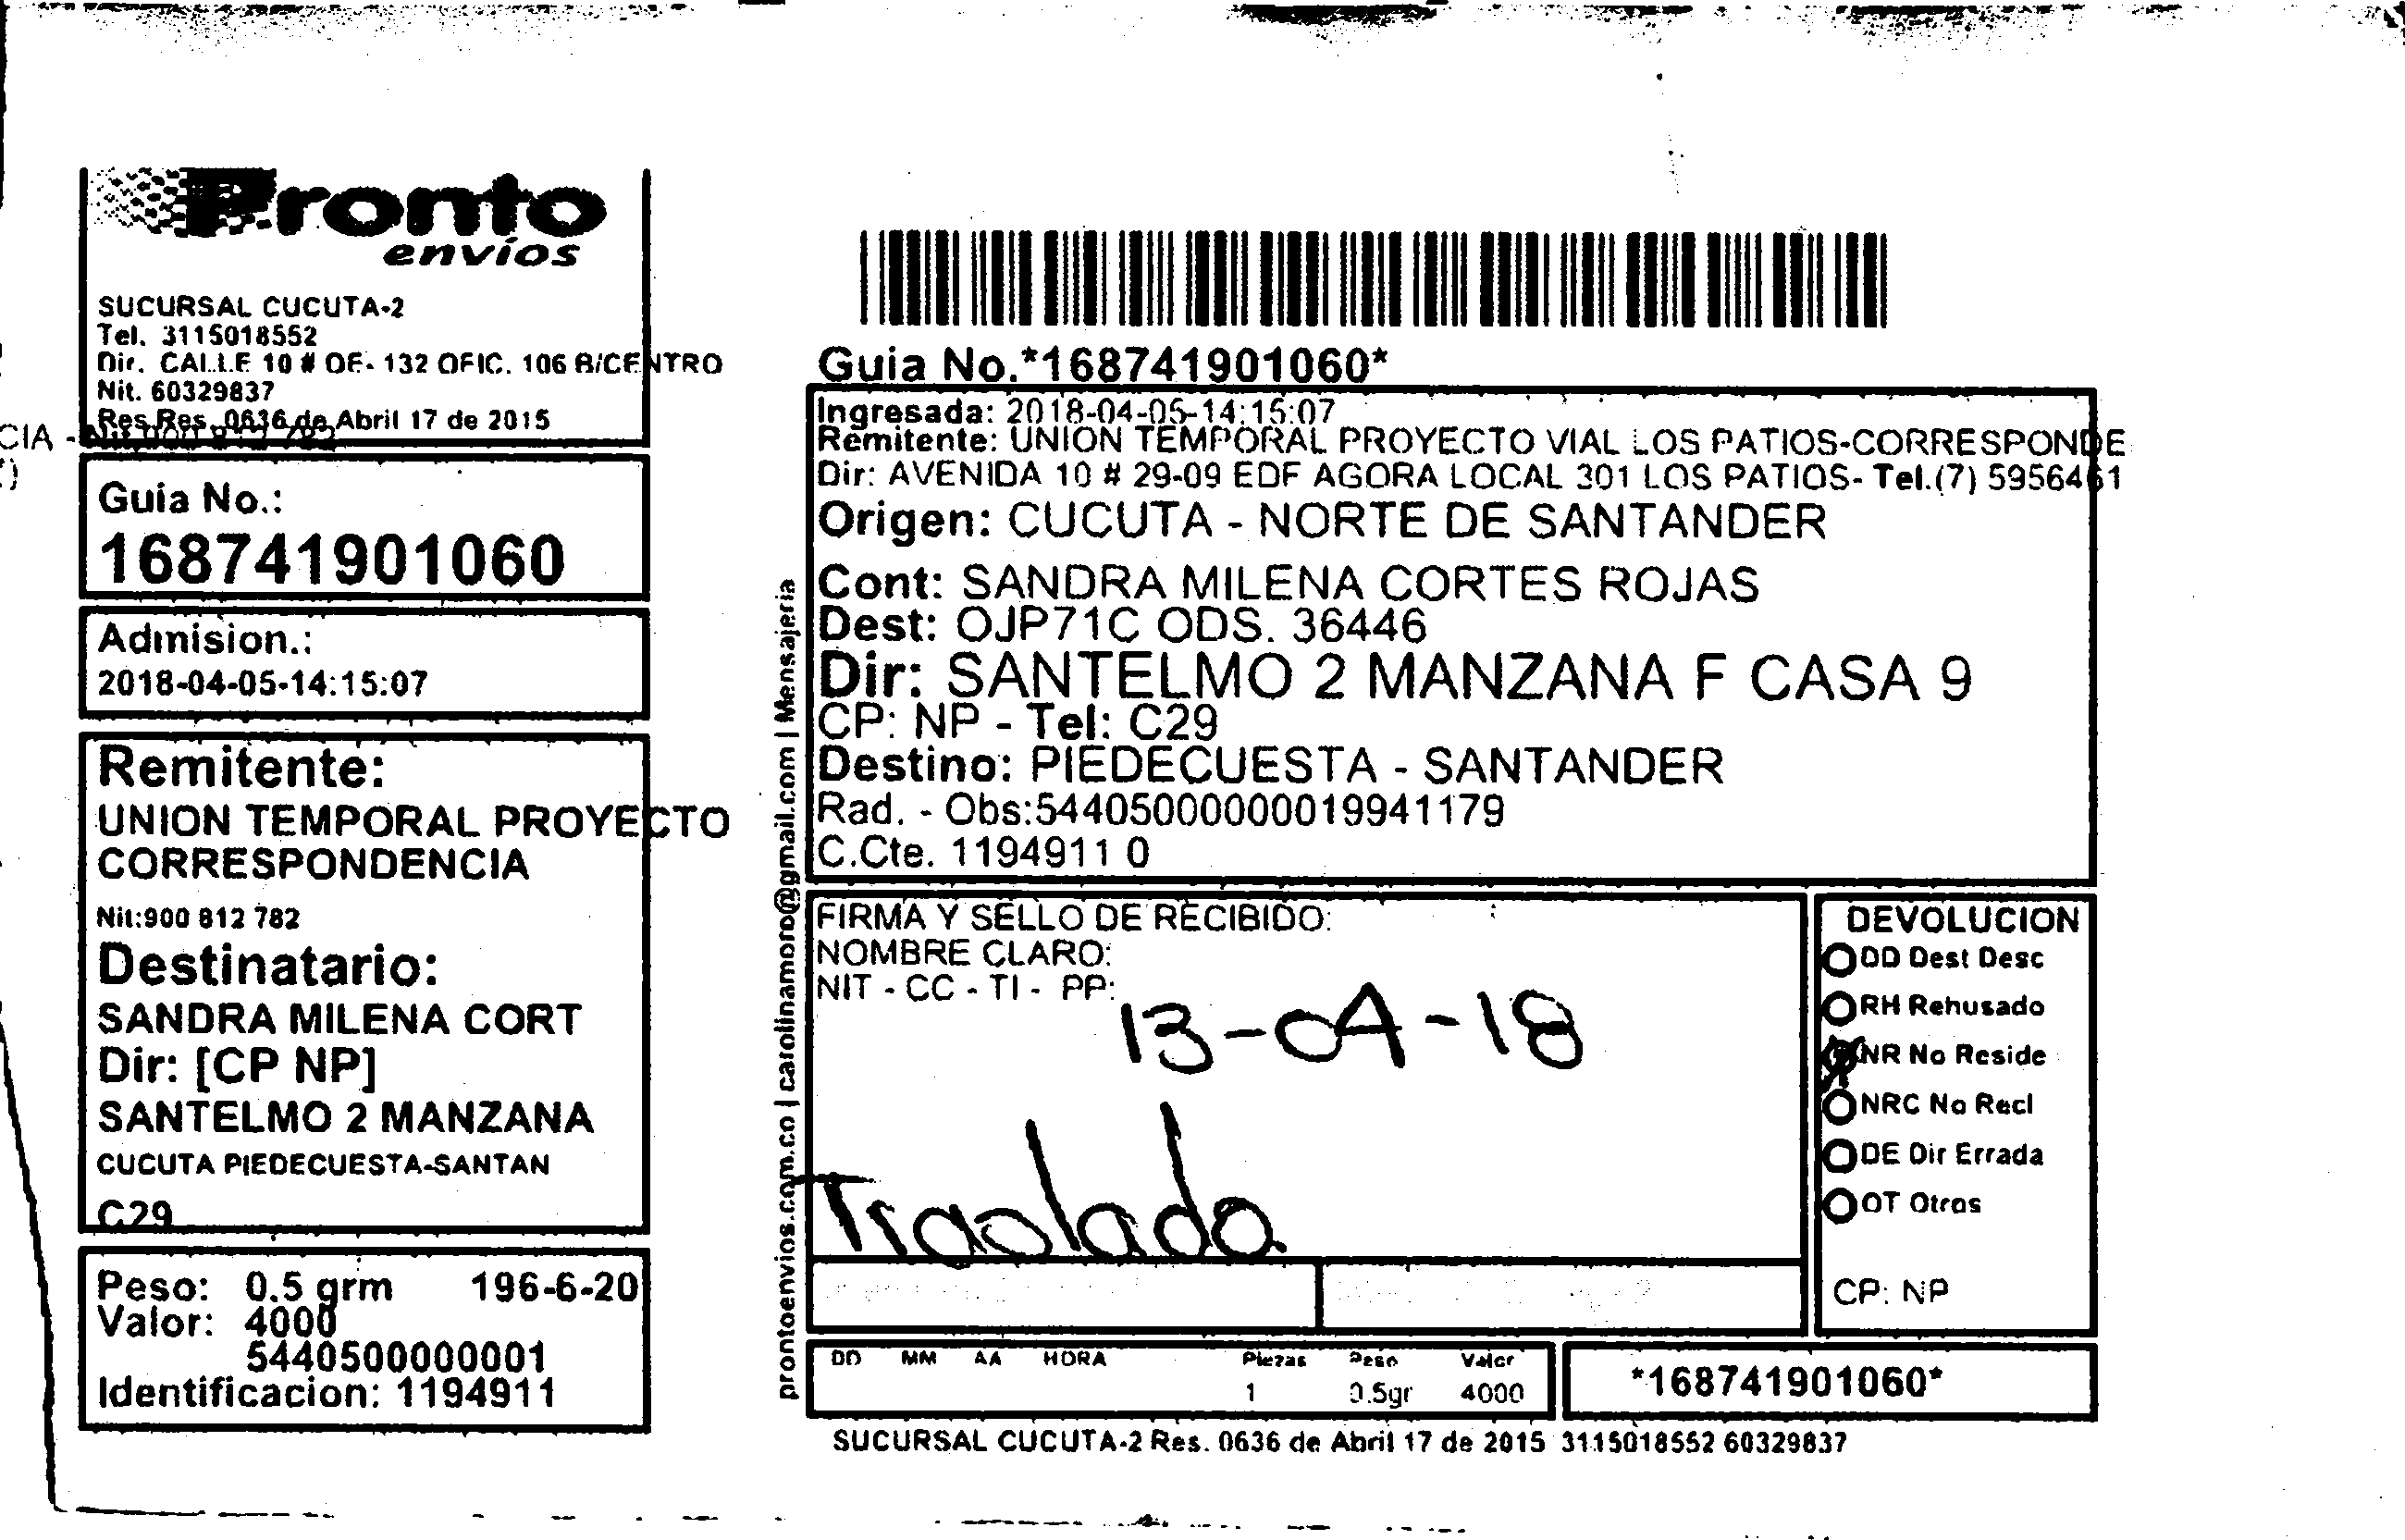 Pronto
envíos
SUCURSAL CUCUTA-2
Tel. 3115018552
Dir. CALLE 10 # OE- 132 OFIC. 106 B/CENTRO
Nit. 60329837
Res.Res. 0636 de Abril 17 de 2015
CIA -
Guia No.:
168741901060
Admision.:
2018-04-05-14:15:07
Remitente:
UNION TEMPORAL PROYECTO
CORRESPONDENCIA
Nit:900 812 782
Destinatario:
SANDRA MILENA CORT
Dir: [CP NP]
SANTELMO 2 MANZANA
CUCUTA PIEDECUESTA-SANTAN
C29
Peso: 0.5 grm 196-6-20
Valor: 4000
5440500000001
Identificacion: 1194911
prontoenvios.com.co | carolinamoro@gmail.com | Mensajeria
Guia No.*168741901060*
Ingresada: 2018-04-05-14:15:07
Remitente: UNION TEMPORAL PROYECTO VIAL LOS PATIOS-CORRESPONDE
Dir: AVENIDA 10 # 29-09 EDF AGORA LOCAL 301 LOS PATIOS- Tel.(7) 5956461
Origen: CUCUTA - NORTE DE SANTANDER
Cont: SANDRA MILENA CORTES ROJAS
Dest: OJP71C ODS. 36446
Dir: SANTELMO 2 MANZANA F CASA 9
CP: NP - Tel: C29
Destino: PIEDECUESTA - SANTANDER
Rad. - Obs:54405000000019941179
C.Cte. 1194911 0
FIRMA Y SELLO DE RECIBIDO:
NOMBRE CLARO:
NIT - CC - TI - PP:
13-04-18
Traslado
DEVOLUCION
DD Dest Desc
RH Rehusado
NR No Reside
NRC No Recl
DE Dir Errada
OT Otros
CP: NP
DD MM AA HORA Piezas Peso Valor
1 0.5gr 4000
*168741901060*
SUCURSAL CUCUTA-2 Res. 0636 de Abril 17 de 2015 3115018552 60329837